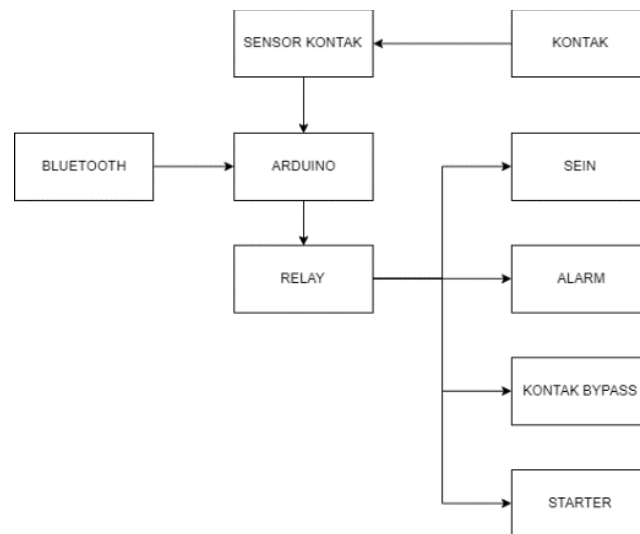 SENSOR KONTAK
KONTAK
BLUETOOTH
ARDUINO
SEIN
RELAY
ALARM
KONTAK BYPASS
STARTER